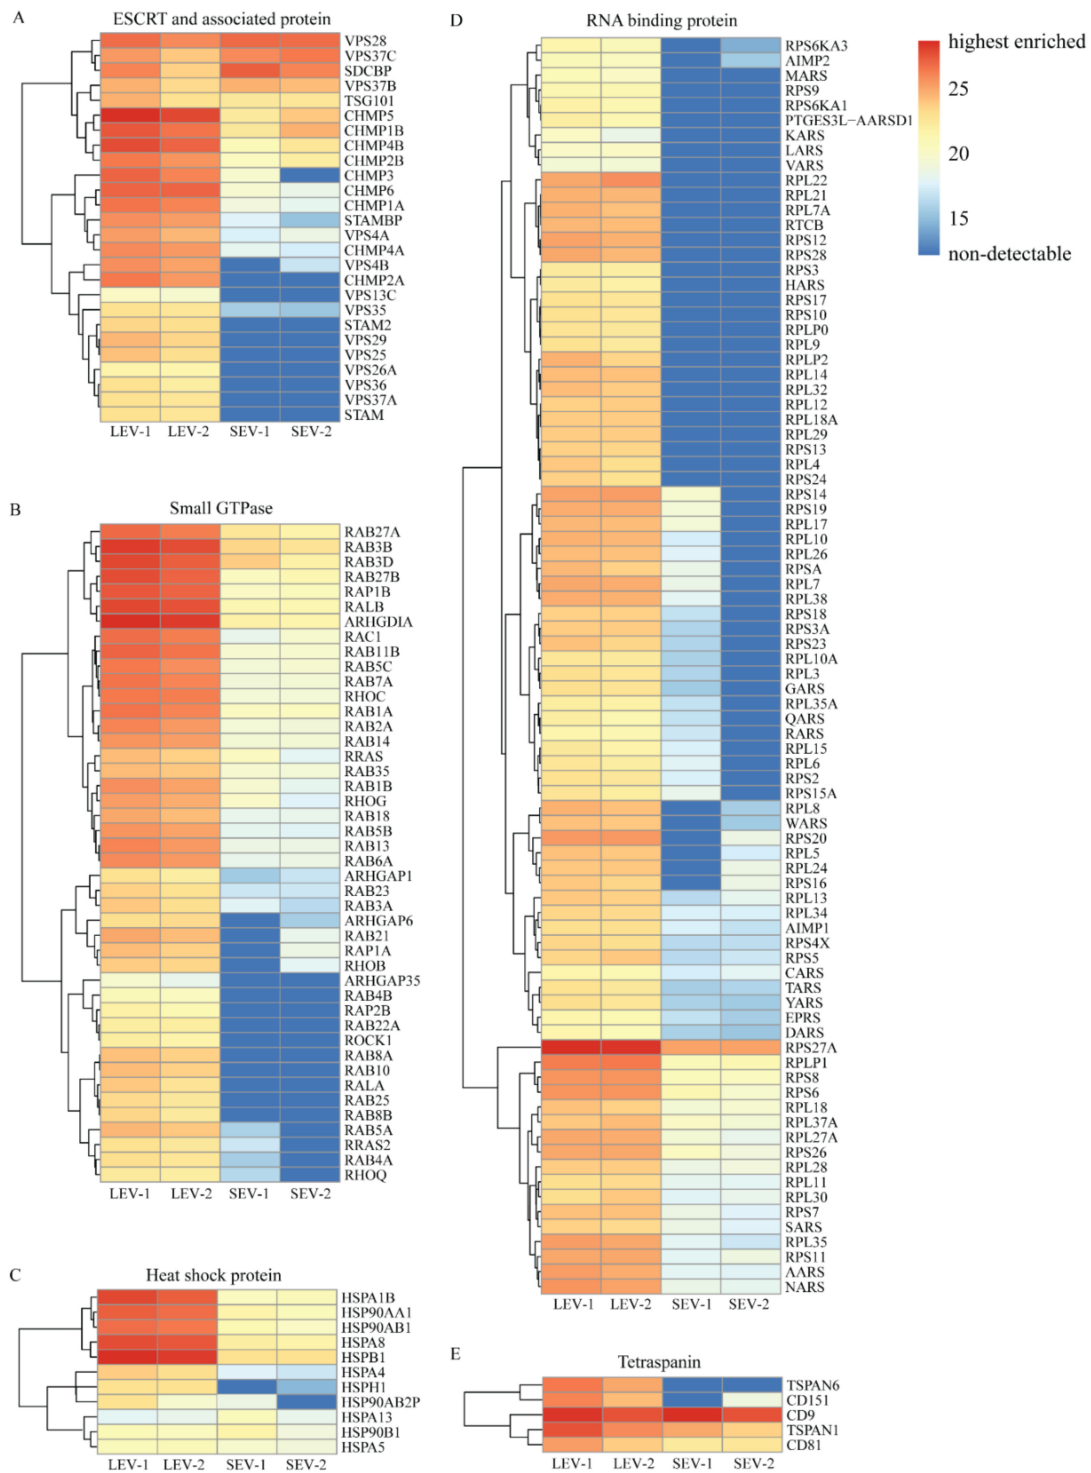 A
ESCRT and associated protein
VPS28
VPS37C
SDCBP
VPS37B
TSG101
CHMP5
CHMP1B
CHMP4B
CHMP2B
CHMP3
CHMP6
CHMP1A
STAMBP
VPS4A
CHMP4A
VPS4B
CHMP2A
VPS13C
VPS35
STAM2
VPS29
VPS25
VPS26A
VPS36
VPS37A
STAM
LEV-1 LEV-2 SEV-1 SEV-2
B
Small GTPase
RAB27A
RAB3B
RAB3D
RAB27B
RAP1B
RALB
ARHGDIA
RAC1
RAB11B
RAB5C
RAB7A
RHOC
RAB1A
RAB2A
RAB14
RRAS
RAB35
RAB1B
RHOG
RAB18
RAB5B
RAB13
RAB6A
ARHGAP1
RAB23
RAB3A
ARHGAP6
RAB21
RAP1A
RHOB
ARHGAP35
RAB4B
RAP2B
RAB22A
ROCK1
RAB8A
RAB10
RALA
RAB25
RAB8B
RAB5A
RRAS2
RAB4A
RHOQ
LEV-1 LEV-2 SEV-1 SEV-2
C
Heat shock protein
HSPA1B
HSP90AA1
HSP90AB1
HSPA8
HSPB1
HSPA4
HSPH1
HSP90AB2P
HSPA13
HSP90B1
HSPA5
LEV-1 LEV-2 SEV-1 SEV-2
D
RNA binding protein
RPS6KA3
AIMP2
MARS
RPS9
RPS6KA1
PTGES3L−AARSD1
KARS
LARS
VARS
RPL22
RPL21
RPL7A
RTCB
RPS12
RPS28
RPS3
HARS
RPS17
RPS10
RPLP0
RPL9
RPLP2
RPL14
RPL32
RPL12
RPL18A
RPL29
RPS13
RPL4
RPS24
RPS14
RPS19
RPL17
RPL10
RPL26
RPSA
RPL7
RPL38
RPS18
RPS3A
RPS23
RPL10A
RPL3
GARS
RPL35A
QARS
RARS
RPL15
RPL6
RPS2
RPS15A
RPL8
WARS
RPS20
RPL5
RPL24
RPS16
RPL13
RPL34
AIMP1
RPS4X
RPS5
CARS
TARS
YARS
EPRS
DARS
RPS27A
RPLP1
RPS8
RPS6
RPL18
RPL37A
RPL27A
RPS26
RPL28
RPL11
RPL30
RPS7
SARS
RPL35
RPS11
AARS
NARS
LEV-1 LEV-2 SEV-1 SEV-2
highest enriched
25
20
15
non-detectable
E
Tetraspanin
TSPAN6
CD151
CD9
TSPAN1
CD81
LEV-1 LEV-2 SEV-1 SEV-2